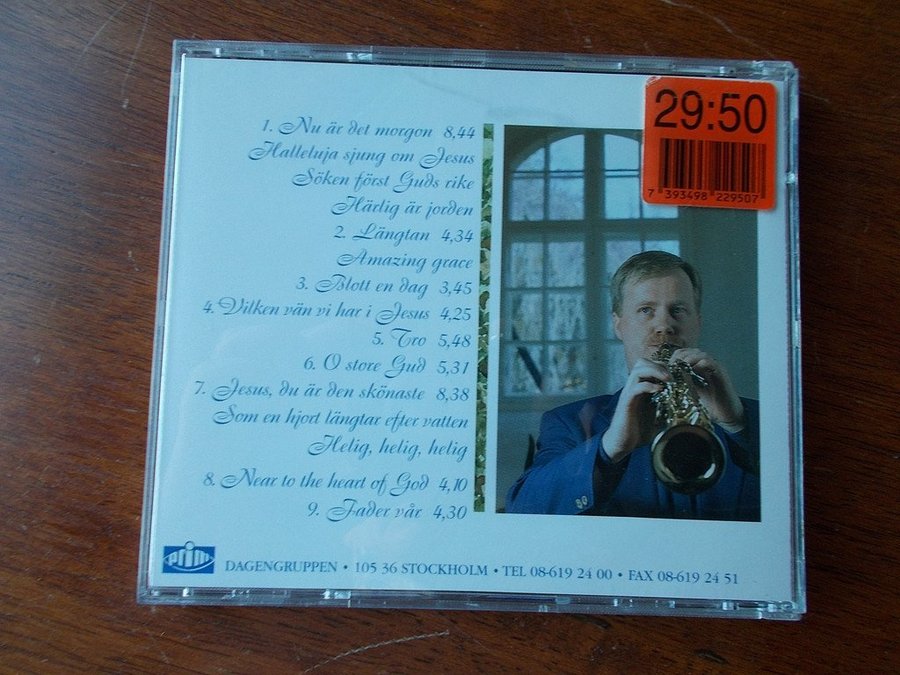 1. Nu är det morgon 8,44
Halleluja sjung om Jesus
Söken först Guds rike
Härlig är jorden
2. Längtan 4,34
Amazing grace
3. Blott en dag 3,45
4. Vilken vän vi har i Jesus 4,25
5. Tro 5,48
6. O store Gud 5,31
7. Jesus, du är den skönaste 8,38
Som en hjort längtar efter vatten
Helig, helig, helig
8. Near to the heart of God 4,10
9. Fader vår 4,30
29:50
7 393498 229507
prim
DAGENGRUPPEN • 105 36 STOCKHOLM • TEL 08-619 24 00 • FAX 08-619 24 51